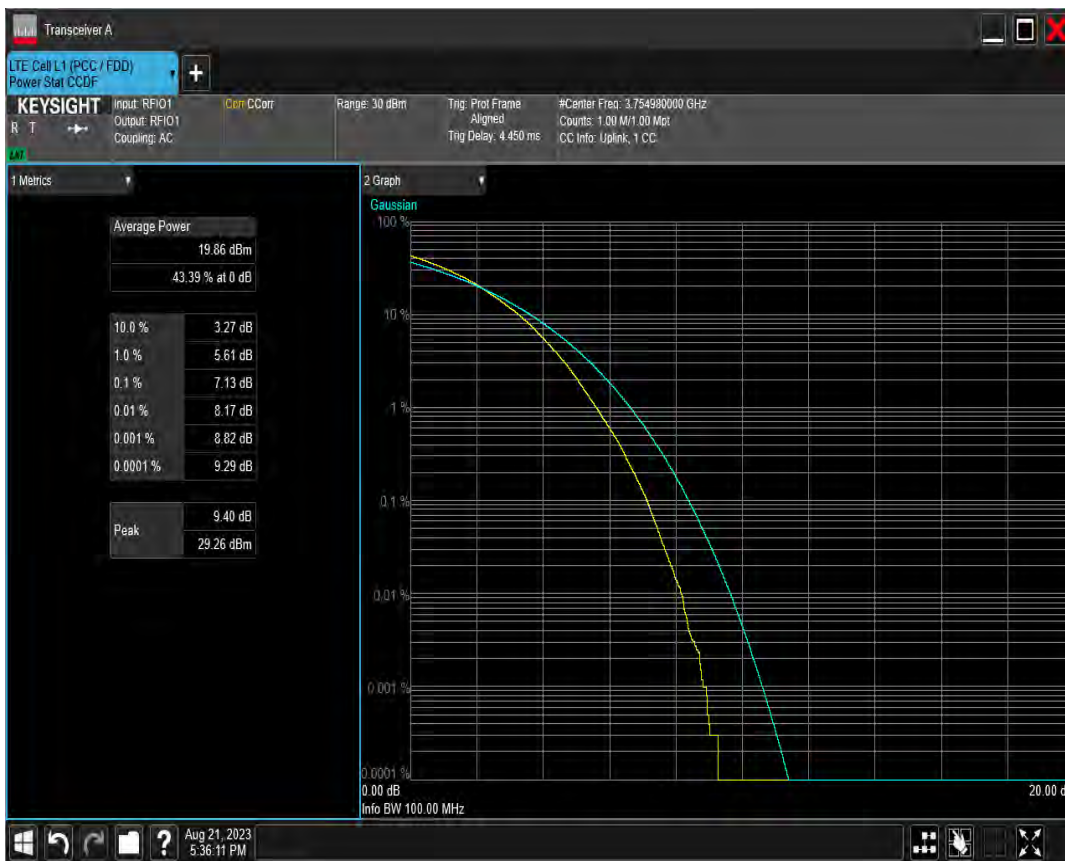 Transceiver A
LTE Cell L1 (PCC / FDD)
Power Stat CCDF
+
KEYSIGHT
R T
LXI
Input: RFIO1
Output: RFIO1
Coupling: AC
Corr CCorr
Range: 30 dBm
Trig: Prot Frame
Aligned
Trig Delay: 4.450 ms
#Center Freq: 3.754980000 GHz
Counts: 1.00 M/1.00 Mpt
CC Info: Uplink, 1 CC
1 Metrics
Average Power
19.86 dBm
43.39 % at 0 dB
10.0 % 3.27 dB
1.0 % 5.61 dB
0.1 % 7.13 dB
0.01 % 8.17 dB
0.001 % 8.82 dB
0.0001 % 9.29 dB
Peak 9.40 dB
29.26 dBm
2 Graph
Gaussian
100 %
10 %
1 %
0.1 %
0.01 %
0.001 %
0.0001 %
0.00 dB 20.00 d
Info BW 100.00 MHz
? Aug 21, 2023
5:36:11 PM